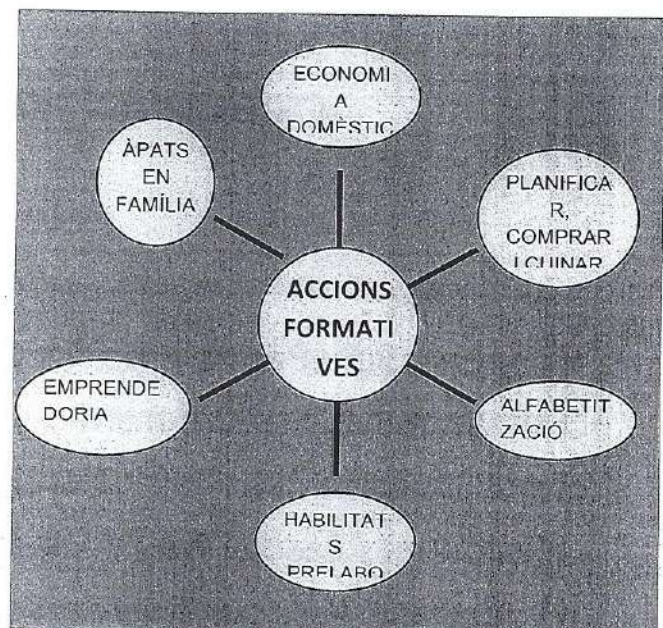 ECONOMI
A
DOMÈSTIC
ÀPATS
EN
FAMÍLIA
PLANIFICA
R,
COMPRAR
I CUINAR
ACCIONS
FORMATI
VES
EMPRENDE
DORIA
ALFABETIT
ZACIÓ
HABILITAT
S
PRELABO